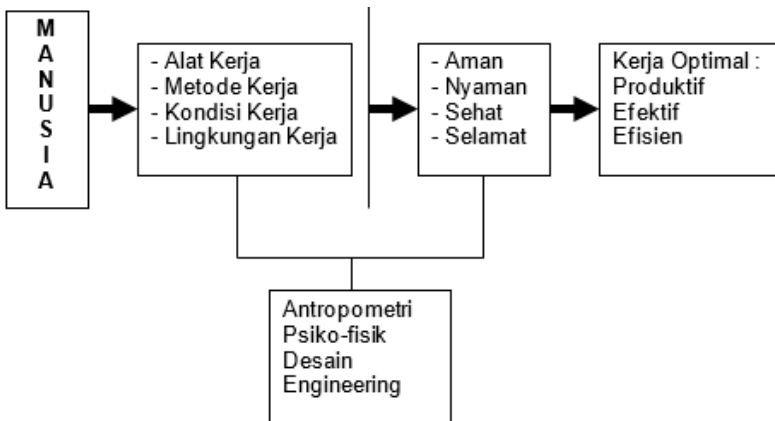 MANUSIA
- Alat Kerja
- Metode Kerja
- Kondisi Kerja
- Lingkungan Kerja
- Aman
- Nyaman
- Sehat
- Selamat
Kerja Optimal :
Produktif
Efektif
Efisien
Antropometri
Psiko-fisik
Desain
Engineering